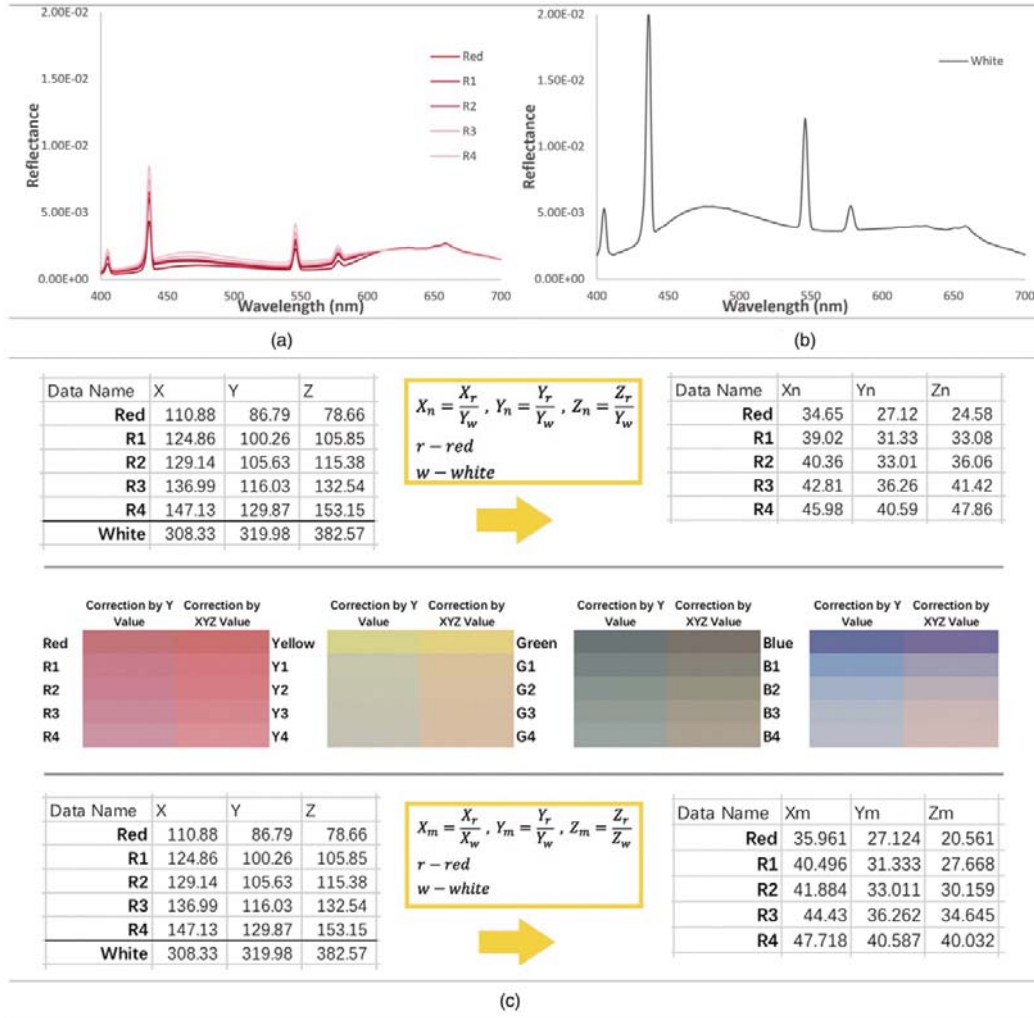 2.00E-02
1.50E-02
1.00E-02
5.00E-03
0.00E+00
Reflectance
400 450 500 550 600 650 700
Wavelength (nm)
Red
R1
R2
R3
R4
(a)
2.00E-02
1.50E-02
1.00E-02
5.00E-03
0.00E+00
Reflectance
400 450 500 550 600 650 700
Wavelength (nm)
White
(b)
Data Name X Y Z
Red 110.88 86.79 78.66
R1 124.86 100.26 105.85
R2 129.14 105.63 115.38
R3 136.99 116.03 132.54
R4 147.13 129.87 153.15
White 308.33 319.98 382.57
Xn = Xr/Yw , Yn = Yr/Yw , Zn = Zr/Yw
r – red
w – white
Data Name Xn Yn Zn
Red 34.65 27.12 24.58
R1 39.02 31.33 33.08
R2 40.36 33.01 36.06
R3 42.81 36.26 41.42
R4 45.98 40.59 47.86
Correction by Y Value Correction by XYZ Value
Red
R1
R2
R3
R4
Correction by Y Value Correction by XYZ Value
Yellow
Y1
Y2
Y3
Y4
Correction by Y Value Correction by XYZ Value
Green
G1
G2
G3
G4
Correction by Y Value Correction by XYZ Value
Blue
B1
B2
B3
B4
Data Name X Y Z
Red 110.88 86.79 78.66
R1 124.86 100.26 105.85
R2 129.14 105.63 115.38
R3 136.99 116.03 132.54
R4 147.13 129.87 153.15
White 308.33 319.98 382.57
Xm = Xr/Xw , Ym = Yr/Yw , Zm = Zr/Zw
r – red
w – white
Data Name Xm Ym Zm
Red 35.961 27.124 20.561
R1 40.496 31.333 27.668
R2 41.884 33.011 30.159
R3 44.43 36.262 34.645
R4 47.718 40.587 40.032
(c)